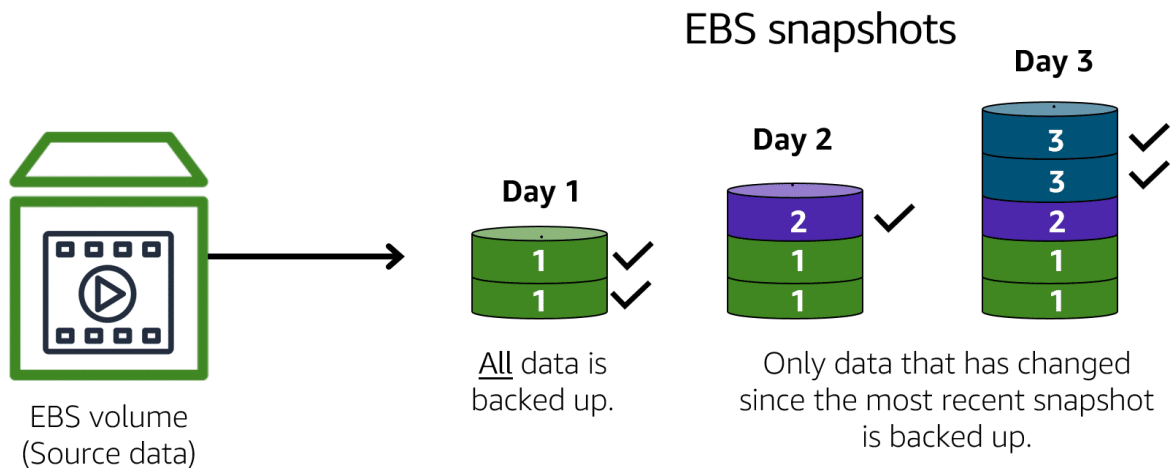 EBS snapshots
EBS volume
(Source data)
Day 1
1
1
All data is
backed up.
Day 2
2
1
1
Day 3
3
3
2
1
1
Only data that has changed
since the most recent snapshot
is backed up.